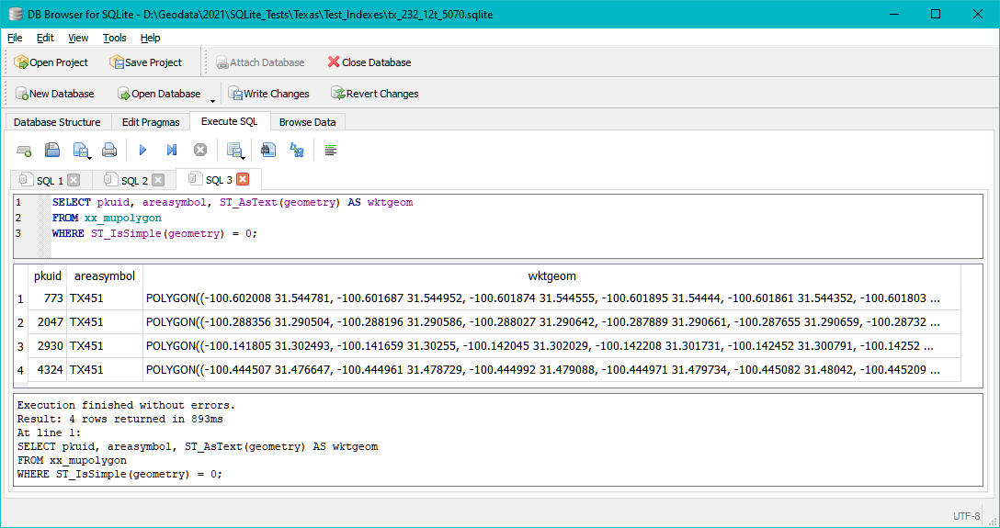 DB Browser for SQLite - D:\Geodata\2021\SQLite_Tests\Texas\Test_Indexes\tx_232_12t_5070.sqlite
File Edit View Tools Help
Open Project Save Project Attach Database Close Database
New Database Open Database Write Changes Revert Changes
Database Structure Edit Pragmas Execute SQL Browse Data
SQL 1 SQL 2 SQL 3
1 SELECT pkuid, areasymbol, ST_AsText(geometry) AS wktgeom
2 FROM xx_mupolygon
3 WHERE ST_IsSimple(geometry) = 0;
pkuid areasymbol wktgeom
1 773 TX451 POLYGON((-100.602008 31.544781, -100.601687 31.544952, -100.601874 31.544555, -100.601895 31.54444, -100.601861 31.544352, -100.601803 ...
2 2047 TX451 POLYGON((-100.288356 31.290504, -100.288196 31.290586, -100.288027 31.290642, -100.287889 31.290661, -100.287655 31.290659, -100.28732 ...
3 2930 TX451 POLYGON((-100.141805 31.302493, -100.141659 31.30255, -100.142045 31.302029, -100.142208 31.301731, -100.142452 31.300791, -100.14252 ...
4 4324 TX451 POLYGON((-100.444507 31.476647, -100.444961 31.478729, -100.444992 31.479088, -100.444971 31.479734, -100.445082 31.48042, -100.445209 ...
Execution finished without errors.
Result: 4 rows returned in 893ms
At line 1:
SELECT pkuid, areasymbol, ST_AsText(geometry) AS wktgeom
FROM xx_mupolygon
WHERE ST_IsSimple(geometry) = 0;
UTF-8